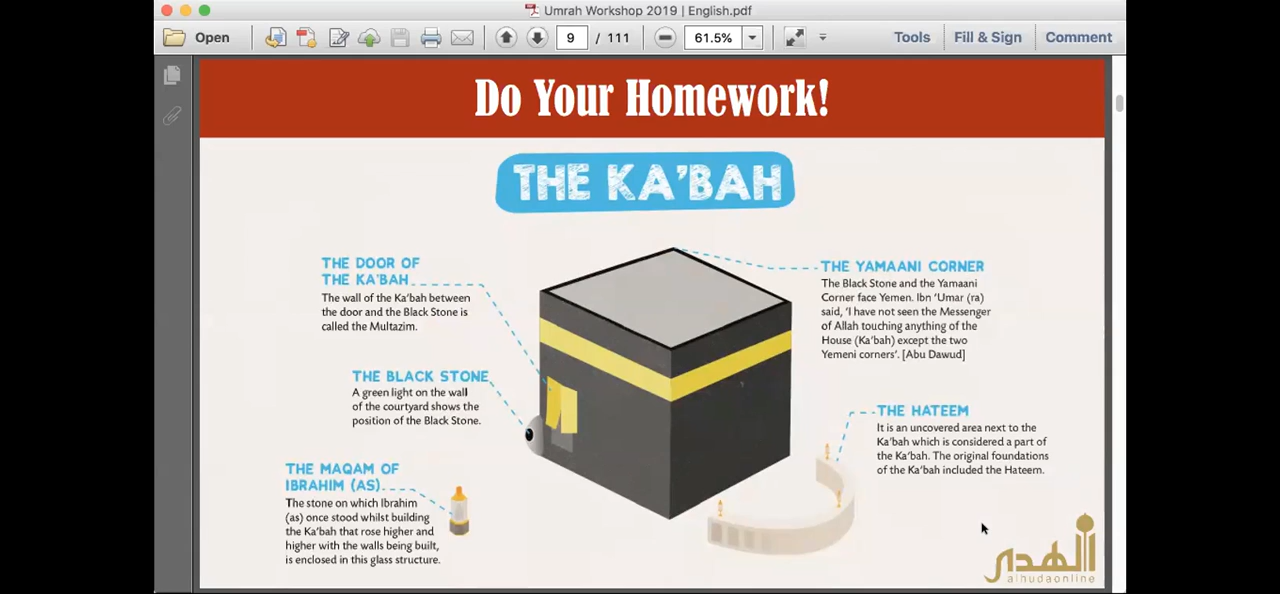 Umrah Workshop 2019 | English.pdf
Open
9 / 111
61.5%
Tools
Fill & Sign
Comment
Do Your Homework!
THE KA'BAH
THE DOOR OF
THE KA'BAH
The wall of the Ka'bah between
the door and the Black Stone is
called the Multazim.
THE BLACK STONE
A green light on the wall
of the courtyard shows the
position of the Black Stone.
THE MAQAM OF
IBRAHIM (AS)
The stone on which Ibrahim
(as) once stood whilst building
the Ka'bah that rose higher and
higher with the walls being built,
is enclosed in this glass structure.
THE YAMAANI CORNER
The Black Stone and the Yamaani
Corner face Yemen. Ibn 'Umar (ra)
said, 'I have not seen the Messenger
of Allah touching anything of the
House (Ka'bah) except the two
Yemeni corners'. [Abu Dawud]
THE HATEEM
It is an uncovered area next to the
Ka'bah which is considered a part of
the Ka'bah. The original foundations
of the Ka'bah included the Hateem.
الهدى
alhudaonline